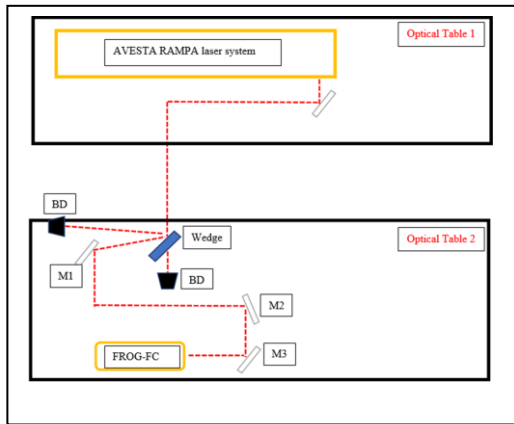 AVESTA RAMPA laser system
Optical Table 1
BD
Wedge
Optical Table 2
M1
BD
M2
FROG-FC
M3